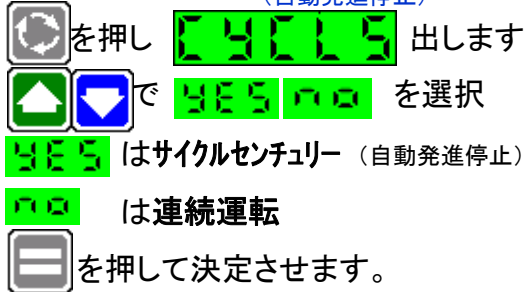 （自動発進停止）
を押し CYCLS 出します
で YES no を選択
YES はサイクルセンチュリー （自動発進停止）
no は連続運転
を押して決定させます。